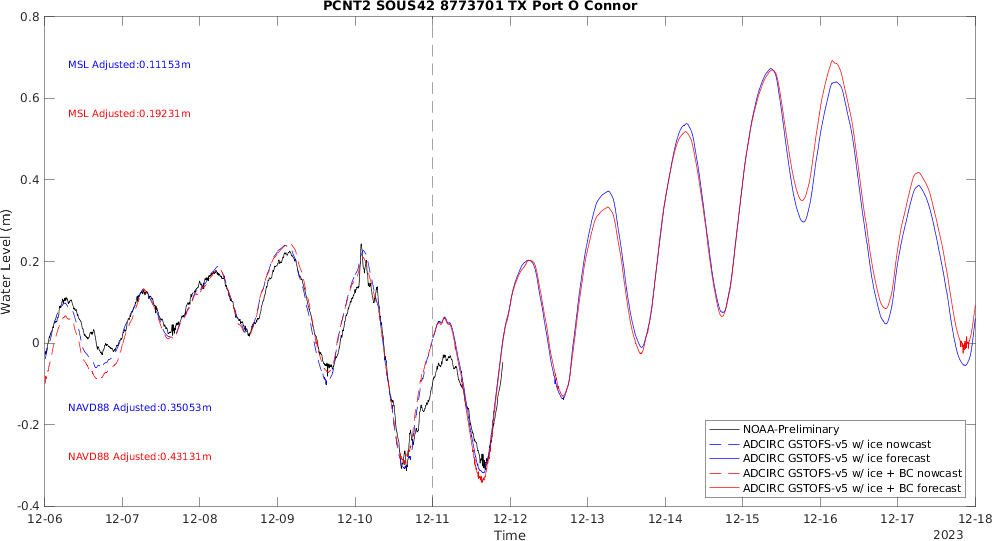 PCNT2 SOUS42 8773701 TX Port O Connor
0.8
0.6
0.4
0.2
0
-0.2
-0.4
Water Level (m)
MSL Adjusted:0.11153m
MSL Adjusted:0.19231m
NAVD88 Adjusted:0.35053m
NAVD88 Adjusted:0.43131m
NOAA-Preliminary
ADCIRC GSTOFS-v5 w/ ice nowcast
ADCIRC GSTOFS-v5 w/ ice forecast
ADCIRC GSTOFS-v5 w/ ice + BC nowcast
ADCIRC GSTOFS-v5 w/ ice + BC forecast
12-06 12-07 12-08 12-09 12-10 12-11 12-12 12-13 12-14 12-15 12-16 12-17 12-18
Time
2023